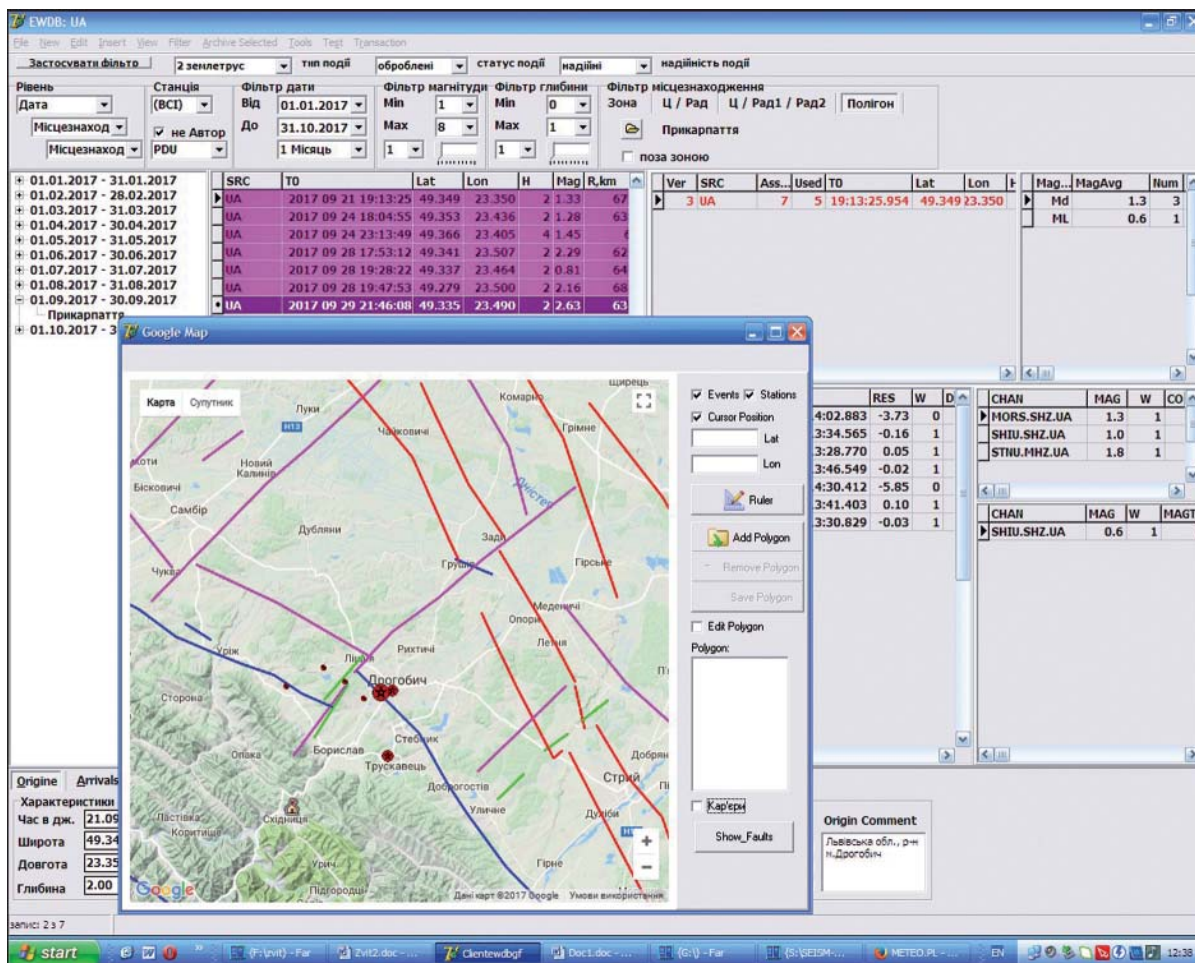 EWDB: UA
File New Edit Insert View Filter Archive Selected Tools Test Transaction
Застосувати фільтр 2 землетрус тип події оброблені статус події надійні надійність події
Рівень Станція Фільтр дати Фільтр магнітуди Фільтр глибини Фільтр місцезнаходження
Дата (BCI) Від 01.01.2017 Min 1 Min 0 Зона Ц / Рад Ц / Рад1 / Рад2 Полігон
Місцезнаход не Автор До 31.10.2017 Max 8 Max 1 Прикарпаття
Місцезнаход PDU 1 Місяць 1 1 поза зоною
01.01.2017 - 31.01.2017
01.02.2017 - 28.02.2017
01.03.2017 - 31.03.2017
01.04.2017 - 30.04.2017
01.05.2017 - 31.05.2017
01.06.2017 - 30.06.2017
01.07.2017 - 31.07.2017
01.08.2017 - 31.08.2017
01.09.2017 - 30.09.2017
Прикарпаття
01.10.2017 - 3
SRC T0 Lat Lon H Mag R,km
UA 2017 09 21 19:13:25 49.349 23.350 2 1.33 67
UA 2017 09 24 18:04:55 49.353 23.436 2 1.28 63
UA 2017 09 24 23:13:49 49.366 23.405 4 1.45 6
UA 2017 09 28 17:53:12 49.341 23.507 2 2.29 62
UA 2017 09 28 19:28:22 49.337 23.464 2 0.81 64
UA 2017 09 28 19:47:53 49.279 23.500 2 2.16 68
UA 2017 09 29 21:46:08 49.335 23.490 2 2.63 63
Ver SRC Ass... Used T0 Lat Lon H
3 UA 7 5 19:13:25.954 49.349 23.350
Mag... MagAvg Num
Md 1.3 3
ML 0.6 1
Google Map
Карта Супутник
щирець
Комарно
Луки
H13
Чайковичі
Грімне
Новий Калинів
Бісковичі
Дністер
Самбір
Дубляни
Зади
Чуква
Грушів
Гірське
Меденичі
Опори
Уріж
Рихтичі
Летня
Дрогобич
Сторона
Стебник
Борислав
Опака
Трускавець
Добрян
Доброгостів
Стрий
Уличне
Ластівка
Східниця
Дуліби
Коритище
Урич
Гірне
Підгородці
Google
Дані карт ©2017 Google Умови використання
Events Stations
Cursor Position
Lat
Lon
Ruler
Add Polygon
Remove Polygon
Save Polygon
Edit Polygon
Polygon:
Кар'єри
Show_Faults
RES W D
4:02.883 -3.73 0
3:34.565 -0.16 1
3:28.770 0.05 1
3:46.549 -0.02 1
4:30.412 -5.85 0
3:41.403 0.10 1
3:30.829 -0.03 1
CHAN MAG W CO
MORS.SHZ.UA 1.3 1
SHIU.SHZ.UA 1.0 1
STNU.MHZ.UA 1.8 1
CHAN MAG W MAGT
SHIU.SHZ.UA 0.6 1
Origine Arrivals
Характеристики
Час в дж. 21.09
Широта 49.34
Довгота 23.35
Глибина 2.00
Origin Comment
Львівська обл., р-н
н.Дрогобич
запис: 2 з 7
start {F:\zvit} - Far Zvit2.doc - ... Clientewdbgf Doc1.doc - ... {G:\} - Far {S:\SEISM-... METEO.PL - ... EN 12:38